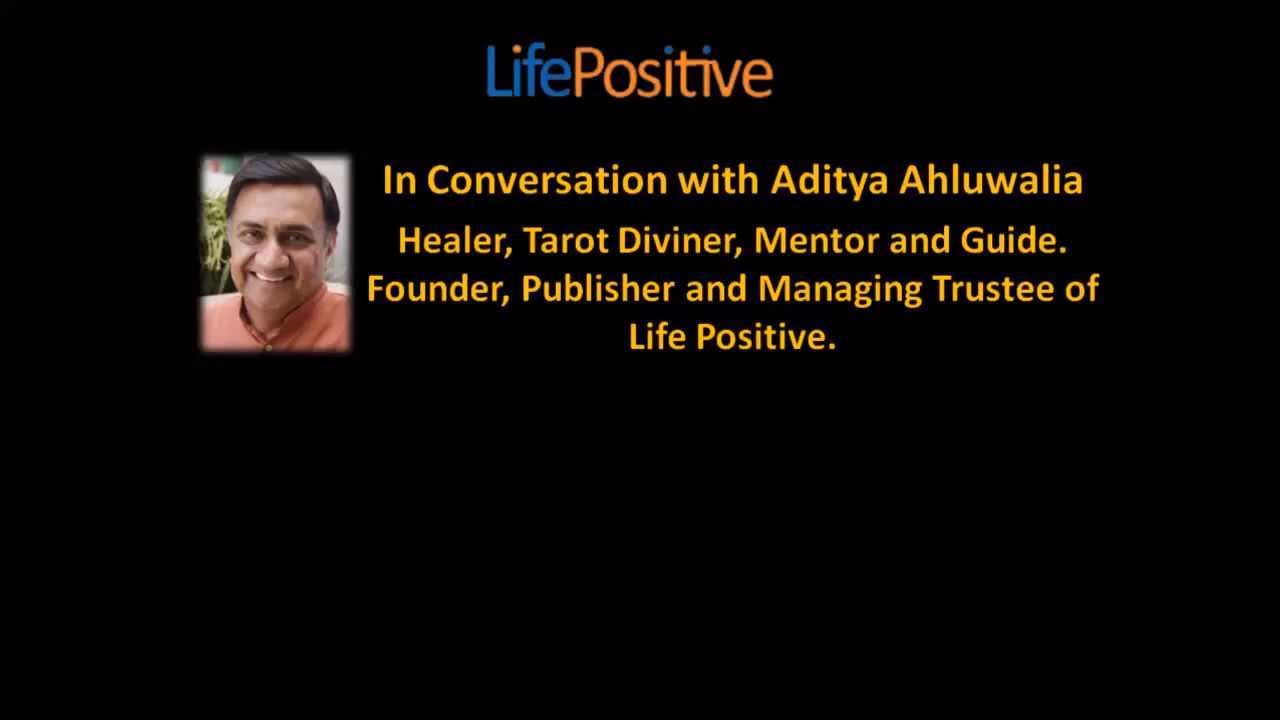 LifePositive
In Conversation with Aditya Ahluwalia
Healer, Tarot Diviner, Mentor and Guide.
Founder, Publisher and Managing Trustee of
Life Positive.